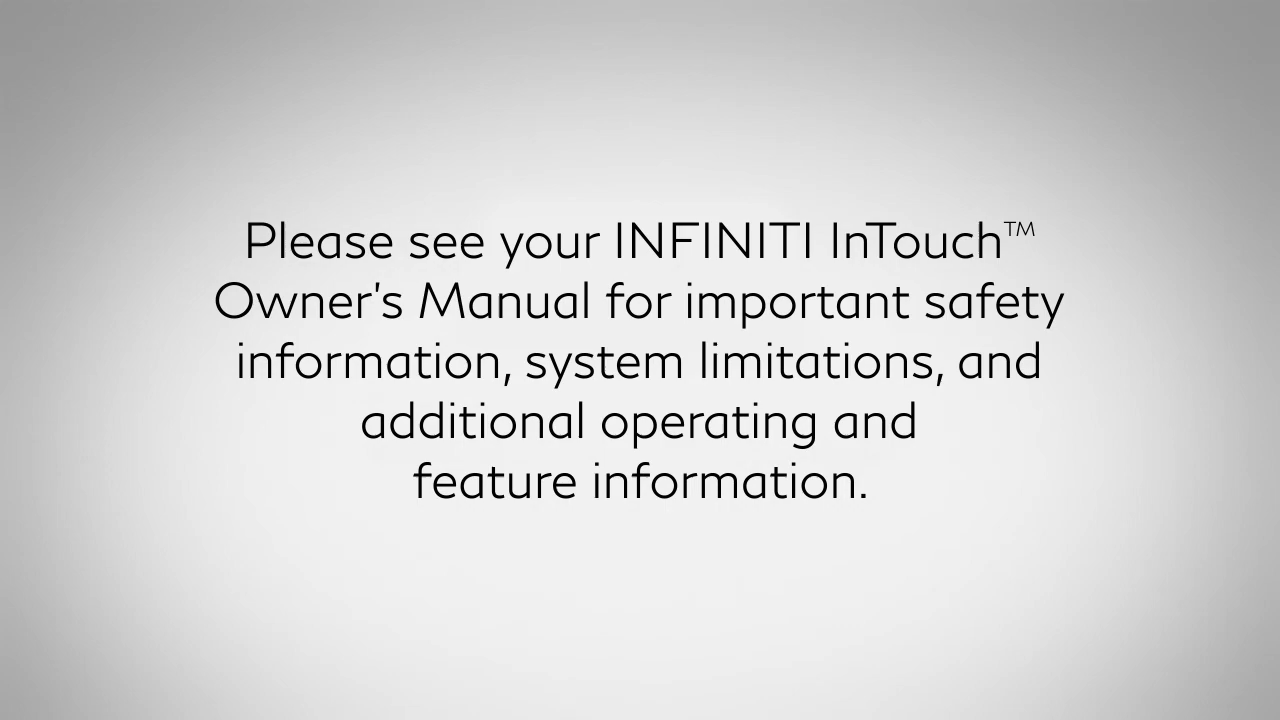 Please see your INFINITI InTouch™
Owner's Manual for important safety
information, system limitations, and
additional operating and
feature information.